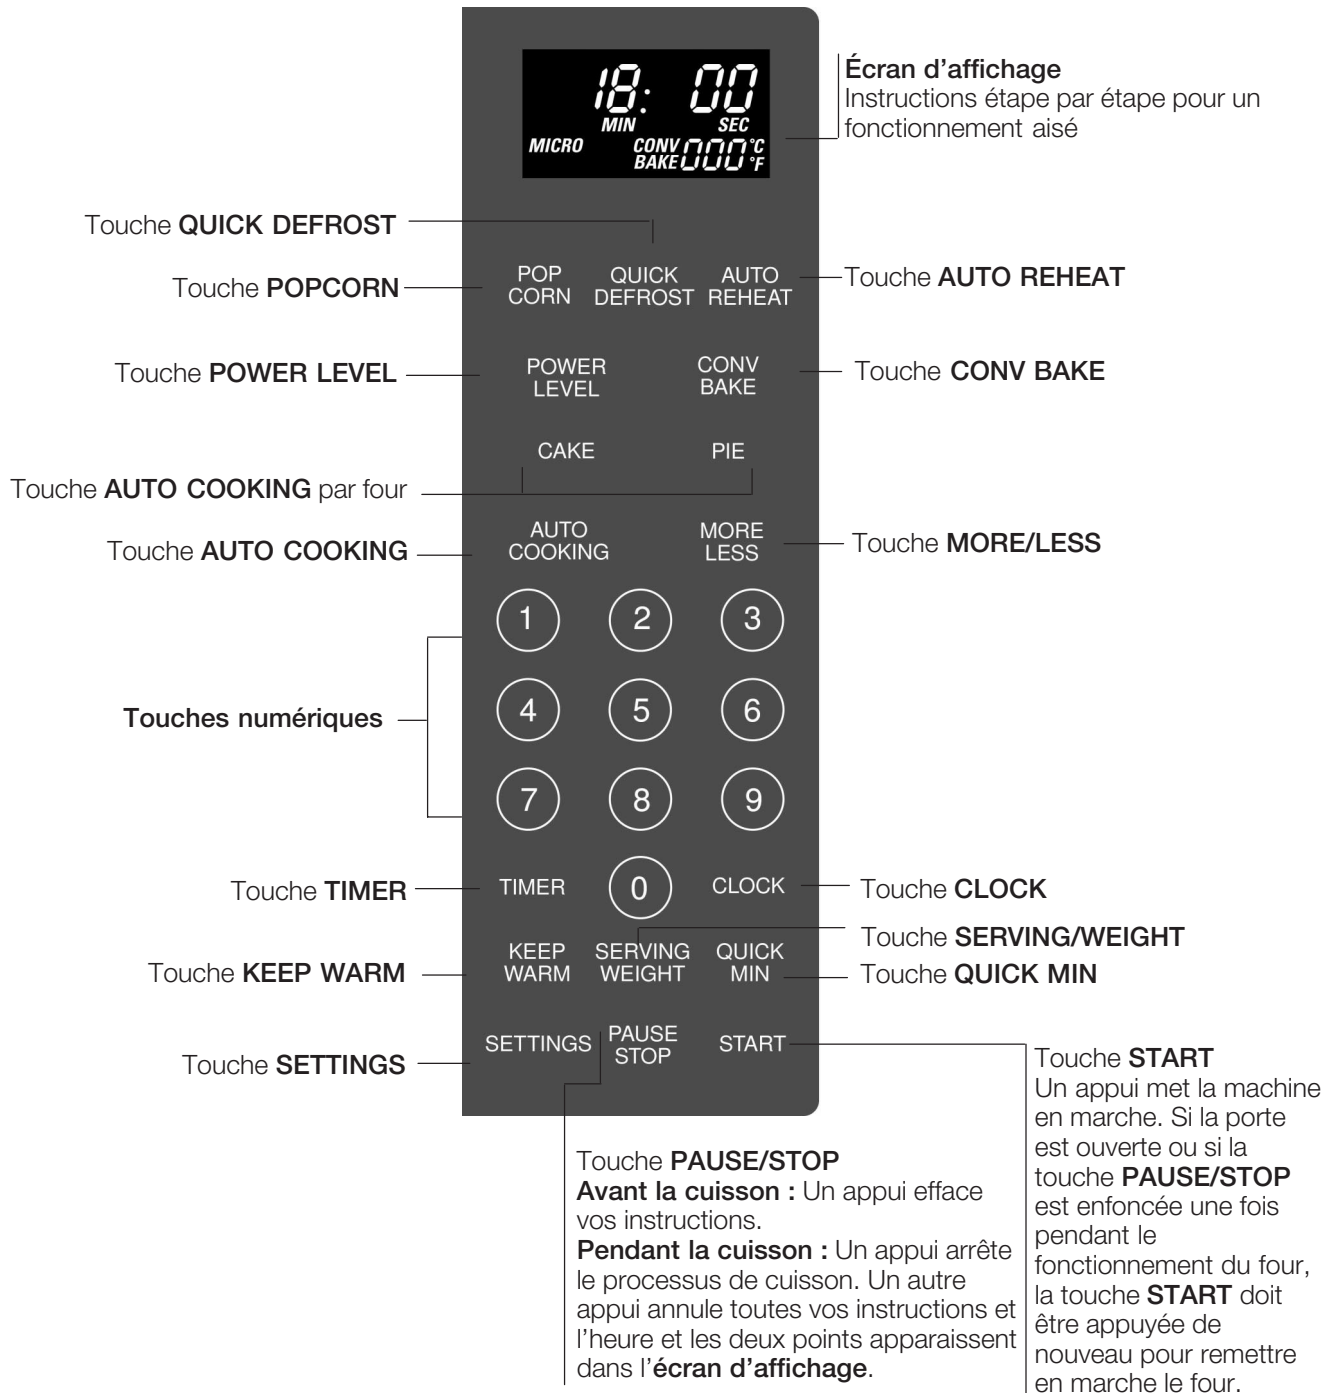 18: 00
MIN SEC
MICRO CONV BAKE 000 °C °F
Écran d’affichage
Instructions étape par étape pour un
fonctionnement aisé
Touche QUICK DEFROST
Touche POPCORN
POP
CORN
QUICK
DEFROST
AUTO
REHEAT
Touche AUTO REHEAT
Touche POWER LEVEL
POWER
LEVEL
CONV
BAKE
Touche CONV BAKE
CAKE
PIE
Touche AUTO COOKING par four
Touche AUTO COOKING
AUTO
COOKING
MORE
LESS
Touche MORE/LESS
1 2 3
Touches numériques
4 5 6
7 8 9
Touche TIMER
TIMER 0 CLOCK
Touche CLOCK
Touche SERVING/WEIGHT
Touche KEEP WARM
KEEP
WARM
SERVING
WEIGHT
QUICK
MIN
Touche QUICK MIN
Touche SETTINGS
SETTINGS
PAUSE
STOP
START
Touche PAUSE/STOP
Avant la cuisson : Un appui efface
vos instructions.
Pendant la cuisson : Un appui arrête
le processus de cuisson. Un autre
appui annule toutes vos instructions et
l’heure et les deux points apparaissent
dans l’écran d’affichage.
Touche START
Un appui met la machine
en marche. Si la porte
est ouverte ou si la
touche PAUSE/STOP
est enfoncée une fois
pendant le
fonctionnement du four,
la touche START doit
être appuyée de
nouveau pour remettre
en marche le four.